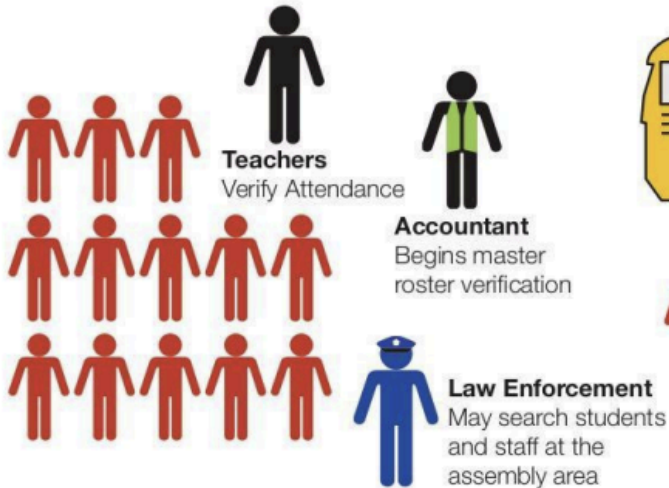 Teachers
Verify Attendance
Accountant
Begins master
roster verification
Law Enforcement
May search students
and staff at the
assembly area